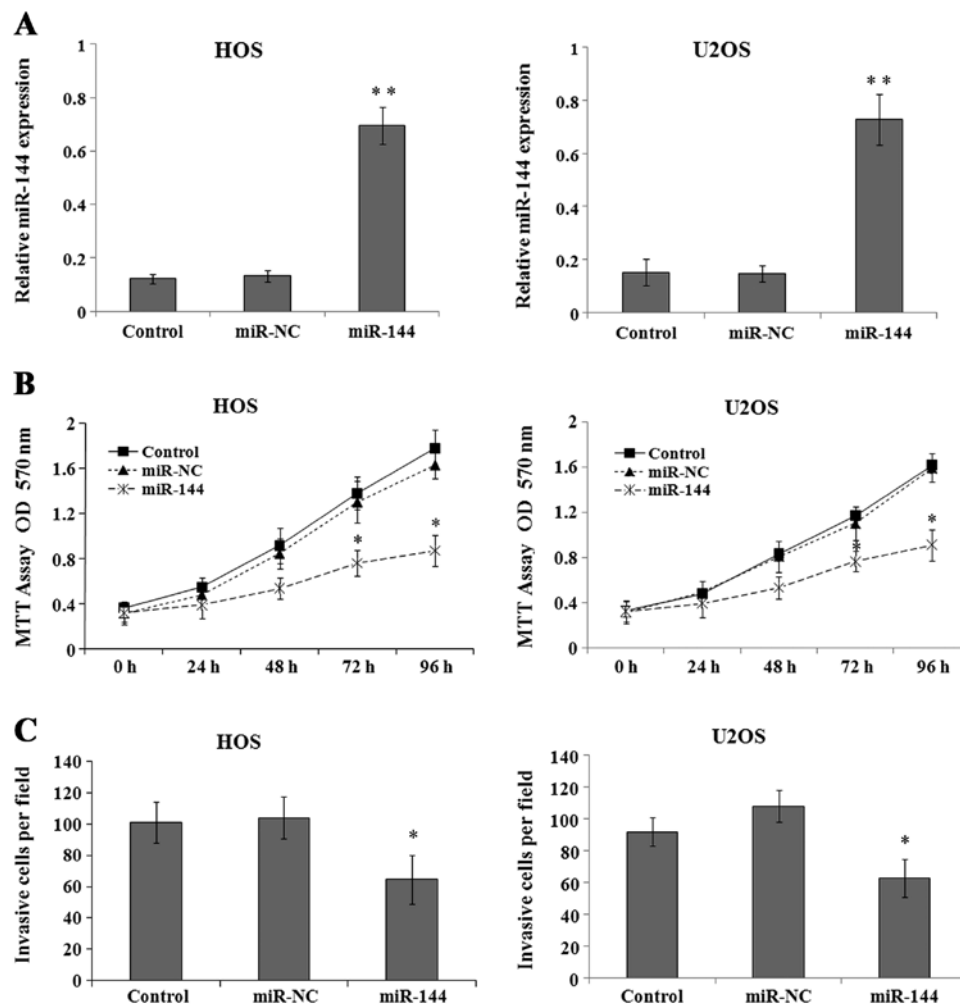 A
HOS
Relative miR-144 expression
1
0.8
0.6
0.4
0.2
0
**
Control miR-NC miR-144
U2OS
Relative miR-144 expression
1
0.8
0.6
0.4
0.2
0
**
Control miR-NC miR-144
B
HOS
MTT Assay OD 570 nm
2
1.6
1.2
0.8
0.4
0
Control
miR-NC
miR-144
*
*
0 h 24 h 48 h 72 h 96 h
U2OS
MTT Assay OD 570 nm
2
1.6
1.2
0.8
0.4
0
Control
miR-NC
miR-144
*
*
0 h 24 h 48 h 72 h 96 h
C
HOS
Invasive cells per field
140
120
100
80
60
40
20
0
*
Control miR-NC miR-144
U2OS
Invasive cells per field
140
120
100
80
60
40
20
0
*
Control miR-NC miR-144